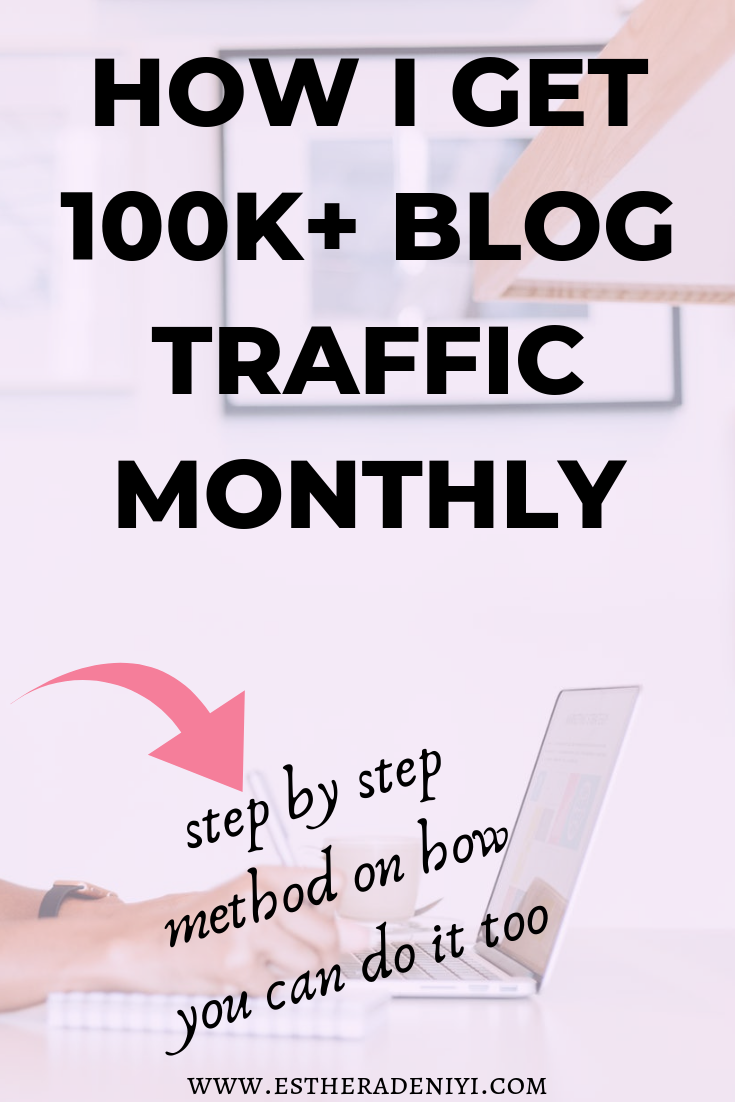 HOW I GET
100K+ BLOG
TRAFFIC
MONTHLY
step by step
method on how
you can do it too
WWW.ESTHERADENIYI.COM